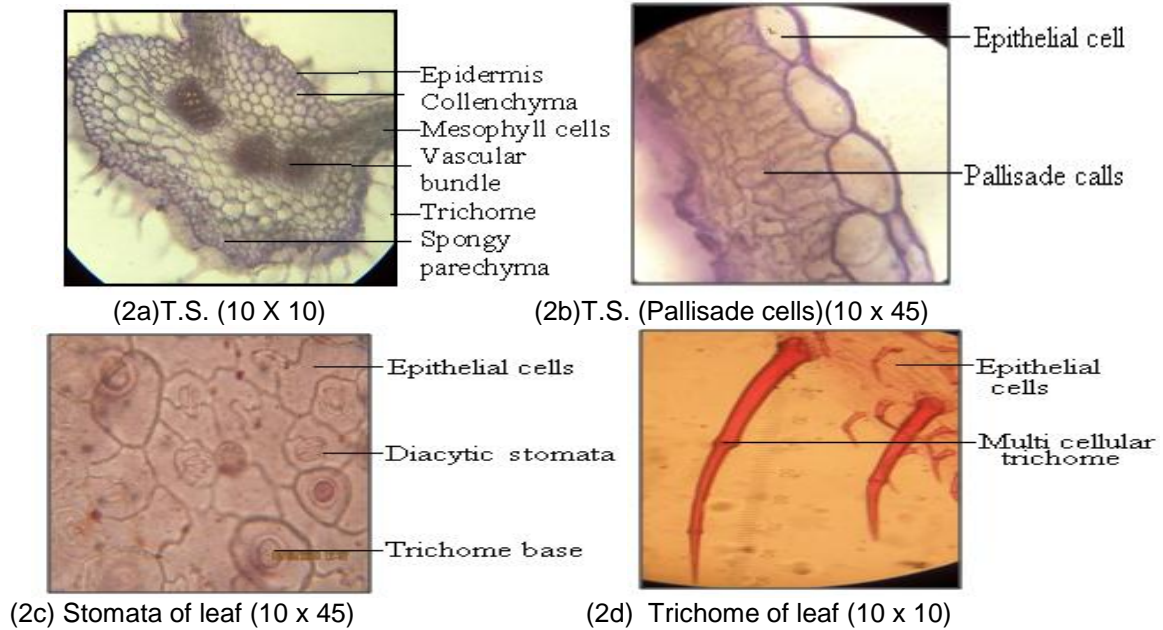 Epidermis
Collenchyma
Mesophyll cells
Vascular
bundle
Trichome
Spongy
parechyma
Epithelial cell
Pallisade calls
(2a)T.S. (10 X 10)
(2b)T.S. (Pallisade cells)(10 x 45)
Epithelial cells
Diacytic stomata
Trichome base
Epithelial
cells
Multi cellular
trichome
(2c) Stomata of leaf (10 x 45)
(2d) Trichome of leaf (10 x 10)